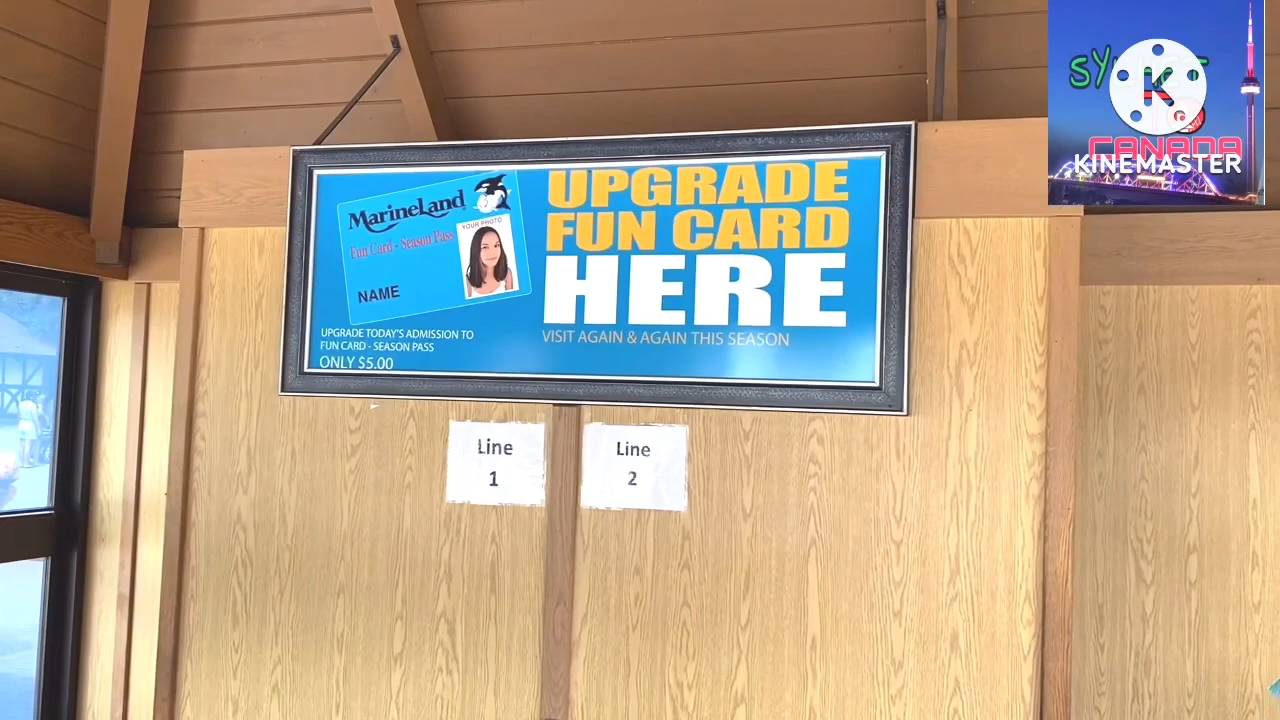 MarineLand
YOUR PHOTO
Fun Card - Season Pass
NAME
UPGRADE TODAY'S ADMISSION TO
FUN CARD - SEASON PASS
ONLY $5.00
UPGRADE
FUN CARD
HERE
VISIT AGAIN & AGAIN THIS SEASON
Line
1
Line
2
K
CANADA
KINEMASTER